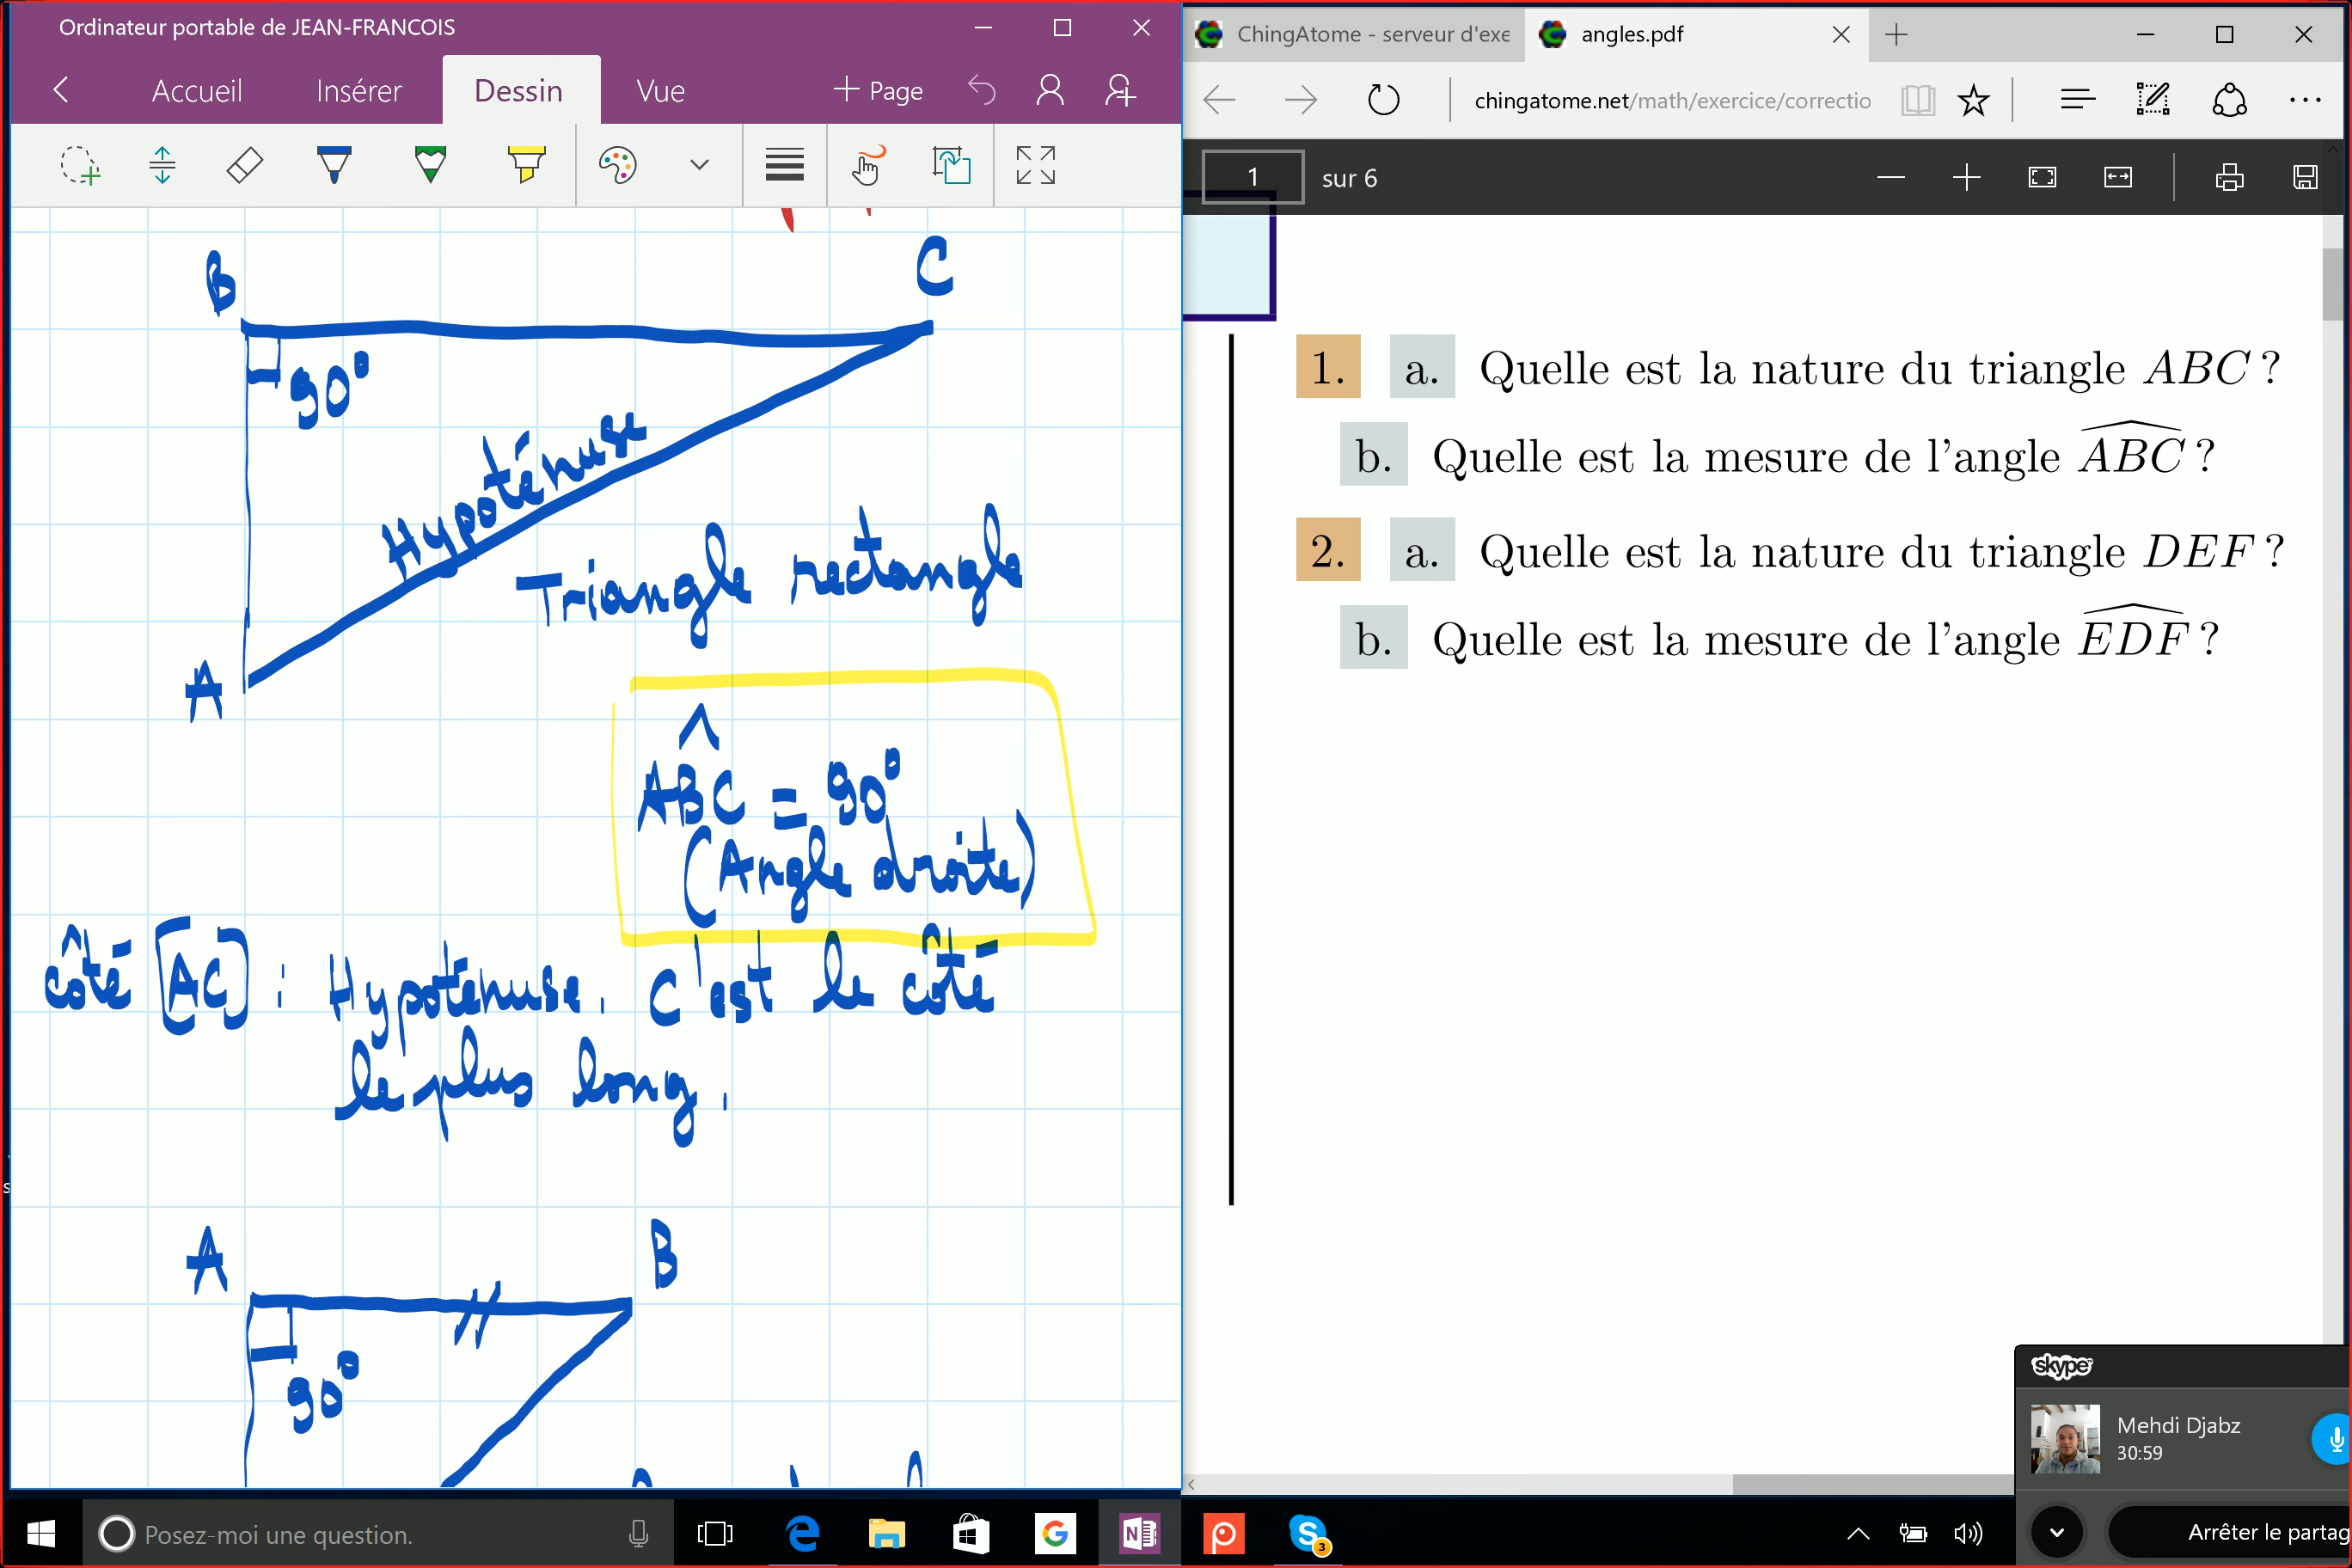 Ordinateur portable de JEAN-FRANCOIS
Accueil Insérer Dessin Vue Page
B
C
90°
Hypoténuse
Triangle rectangle
A
^
ABC = 90°
(Angle droite)
côté [AC] : Hypoténuse. C'est le côté
le plus long.
A
B
90°
ChingAtome - serveur d'exe
angles.pdf
chingatome.net/math/exercice/correctio
1 sur 6
1. a. Quelle est la nature du triangle ABC ?
b. Quelle est la mesure de l'angle \widehat{ABC} ?
2. a. Quelle est la nature du triangle DEF ?
b. Quelle est la mesure de l'angle \widehat{EDF} ?
skype
Mehdi Djabz
30:59
Arrêter le partag
Posez-moi une question.
3